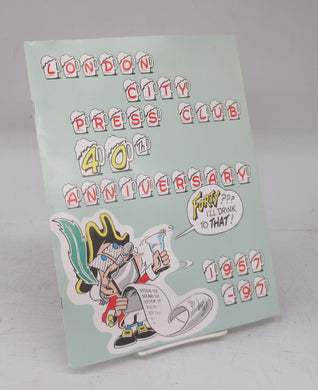 LONDON
CITY
PRESS CLUB
40TH
ANNIVERSARY
FORTY???
I'LL DRINK
TO THAT!
1957
-97